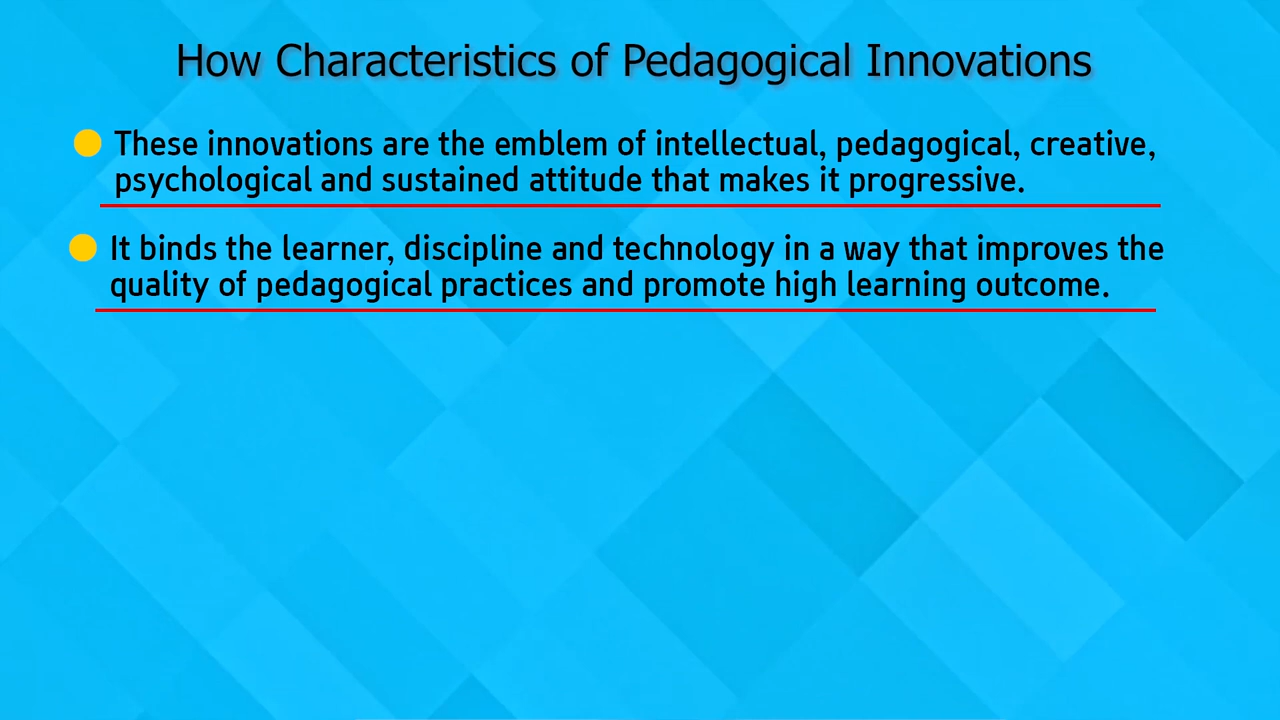 How Characteristics of Pedagogical Innovations
These innovations are the emblem of intellectual, pedagogical, creative,
psychological and sustained attitude that makes it progressive.
It binds the learner, discipline and technology in a way that improves the
quality of pedagogical practices and promote high learning outcome.